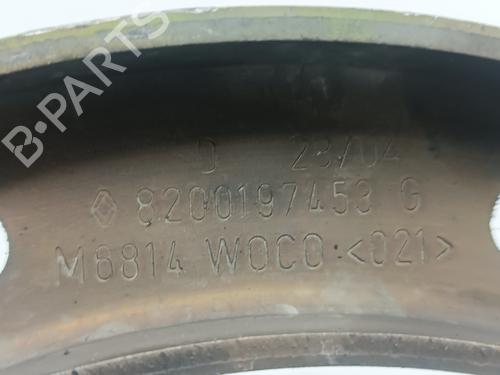 B-PARTS
D 23/04
8200197453 G
M6814 WOCO <021>